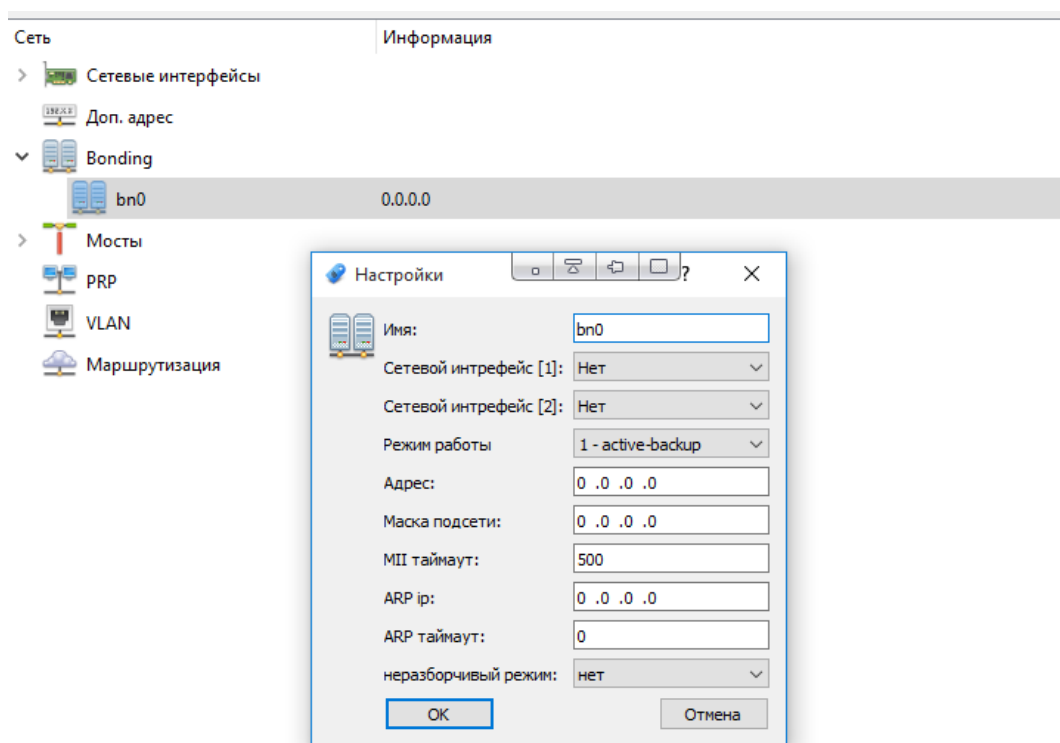 Сеть Информация
Сетевые интерфейсы
Доп. адрес
Bonding
bn0 0.0.0.0
Мосты
PRP
VLAN
Маршрутизация
Настройки ?
Имя: bn0
Сетевой интрефейс [1]: Нет
Сетевой интрефейс [2]: Нет
Режим работы 1 - active-backup
Адрес: 0 .0 .0 .0
Маска подсети: 0 .0 .0 .0
MII таймаут: 500
ARP ip: 0 .0 .0 .0
ARP таймаут: 0
неразборчивый режим: нет
OK Отмена